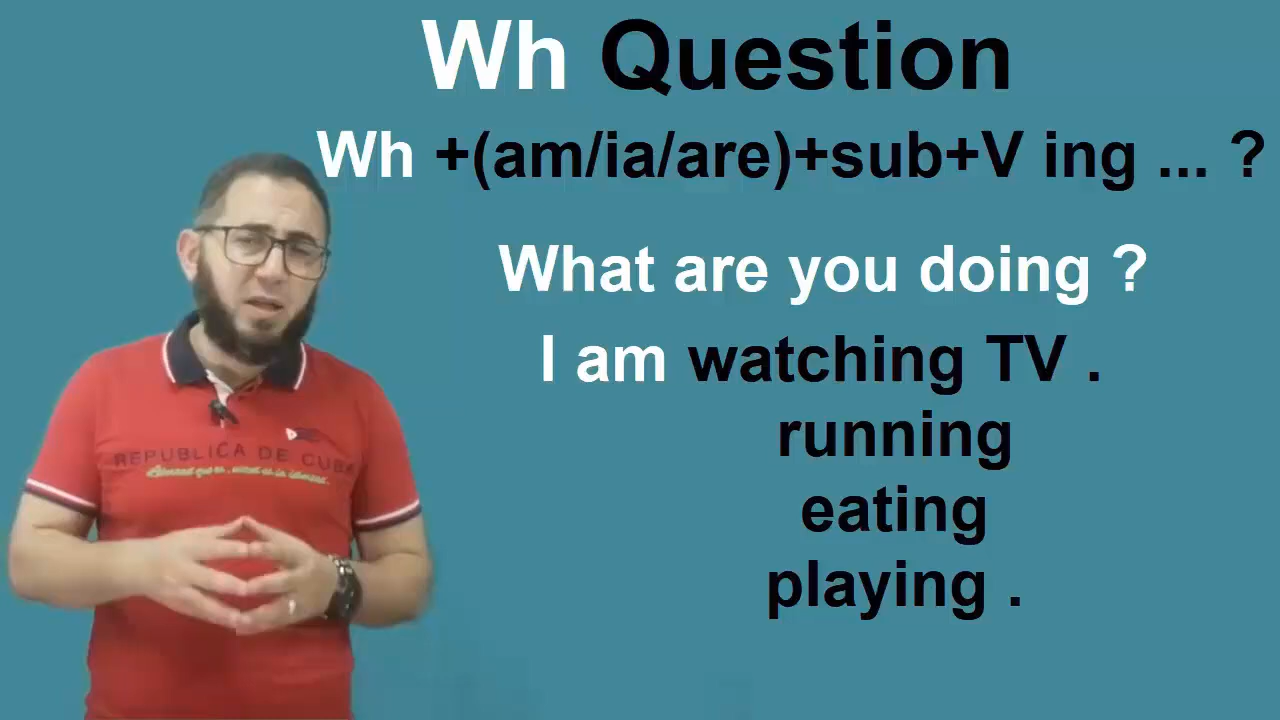 Wh Question
Wh +(am/ia/are)+sub+V ing ... ?
What are you doing ?
I am watching TV .
running
eating
playing .
REPUBLICA DE CUBA